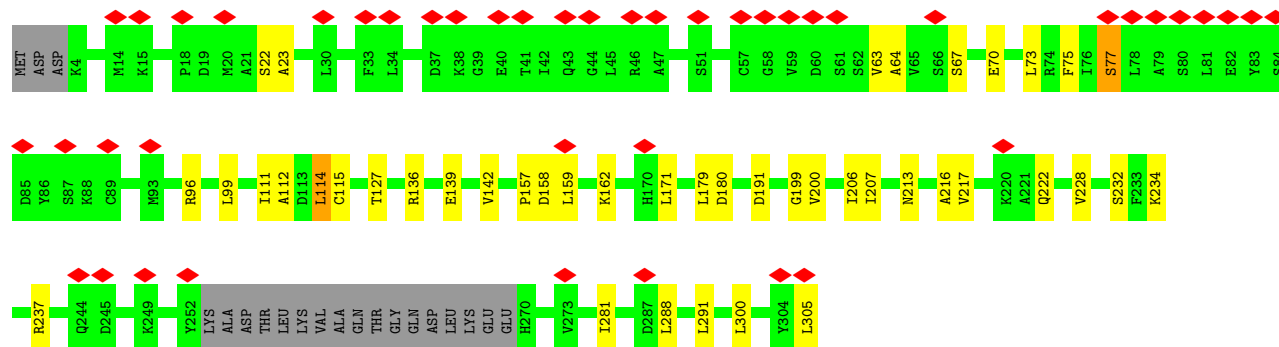 MET ASP ASP K4 M14 K15 P18 D19 M20 A21 S22 A23 L30 F33 L34 D37 K38 G39 E40 T41 I42 Q43 G44 L45 R46 A47 S51 C57 G58 V59 D60 S61 S62 V63 A64 V65 S66 S67 E70 L73 R74 F75 I76 S77 L78 A79 S80 L81 E82 Y83 S84
D85 Y86 S87 K88 C89 M93 R96 L99 I111 A112 D113 L114 C115 T127 R136 E139 V142 P157 D158 L159 K162 H170 L171 L179 D180 D191 G199 V200 I206 I207 N213 A216 V217 K220 A221 Q222 V228 S232 F233 K234
R237 Q244 D245 K249 Y252 LYS ALA ASP THR LEU LYS VAL ALA GLN THR GLY GLN ASP LEU LYS GLU GLU H270 V273 I281 D287 L288 L291 L300 Y304 L305